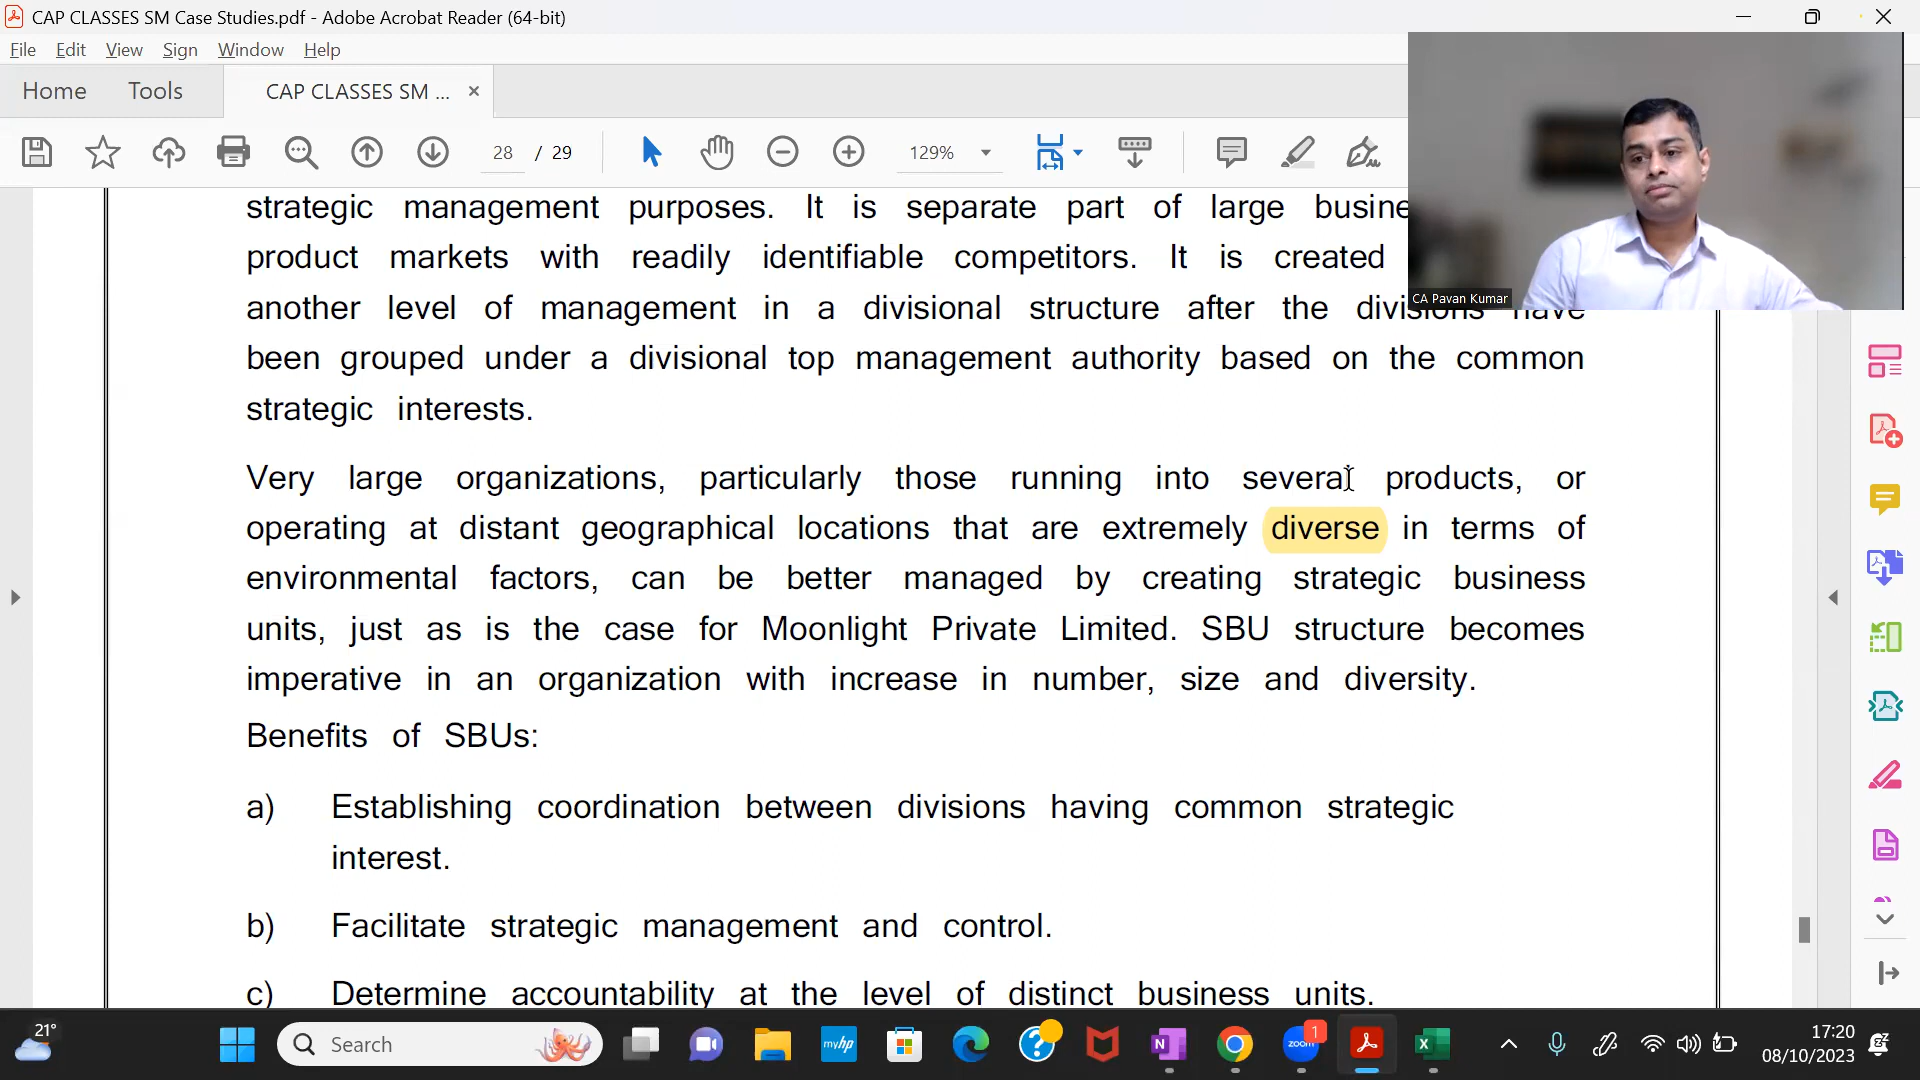 CAP CLASSES SM Case Studies.pdf - Adobe Acrobat Reader (64-bit)
File Edit View Sign Window Help
Home Tools CAP CLASSES SM ...
28 / 29 129%
CA Pavan Kumar
strategic management purposes. It is separate part of large
product markets with readily identifiable competitors. It is created
another level of management in a divisional structure after the divisions have
been grouped under a divisional top management authority based on the common
strategic interests.
Very large organizations, particularly those running into several products, or
operating at distant geographical locations that are extremely diverse in terms of
environmental factors, can be better managed by creating strategic business
units, just as is the case for Moonlight Private Limited. SBU structure becomes
imperative in an organization with increase in number, size and diversity.
Benefits of SBUs:
a) Establishing coordination between divisions having common strategic
interest.
b) Facilitate strategic management and control.
c) Determine accountability at the level of distinct business units.
21°
Search
myhp
zoom
1
17:20
08/10/2023